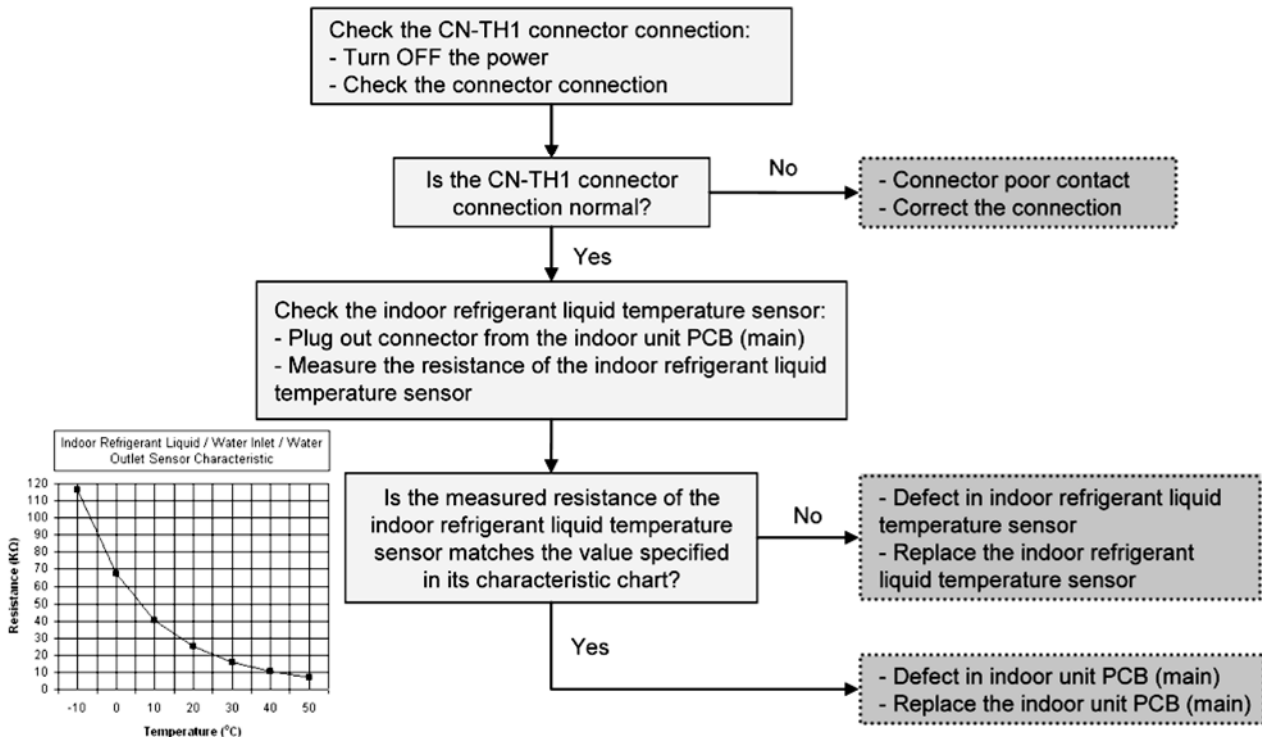 Check the CN-TH1 connector connection:
- Turn OFF the power
- Check the connector connection
Is the CN-TH1 connector
connection normal?
No
- Connector poor contact
- Correct the connection
Yes
Check the indoor refrigerant liquid temperature sensor:
- Plug out connector from the indoor unit PCB (main)
- Measure the resistance of the indoor refrigerant liquid
temperature sensor
Indoor Refrigerant Liquid / Water Inlet / Water
Outlet Sensor Characteristic
Resistance (KΩ)
120
110
100
90
80
70
60
50
40
30
20
10
0
-10 0 10 20 30 40 50
Temperature (°C)
Is the measured resistance of the
indoor refrigerant liquid temperature
sensor matches the value specified
in its characteristic chart?
No
- Defect in indoor refrigerant liquid
temperature sensor
- Replace the indoor refrigerant
liquid temperature sensor
Yes
- Defect in indoor unit PCB (main)
- Replace the indoor unit PCB (main)